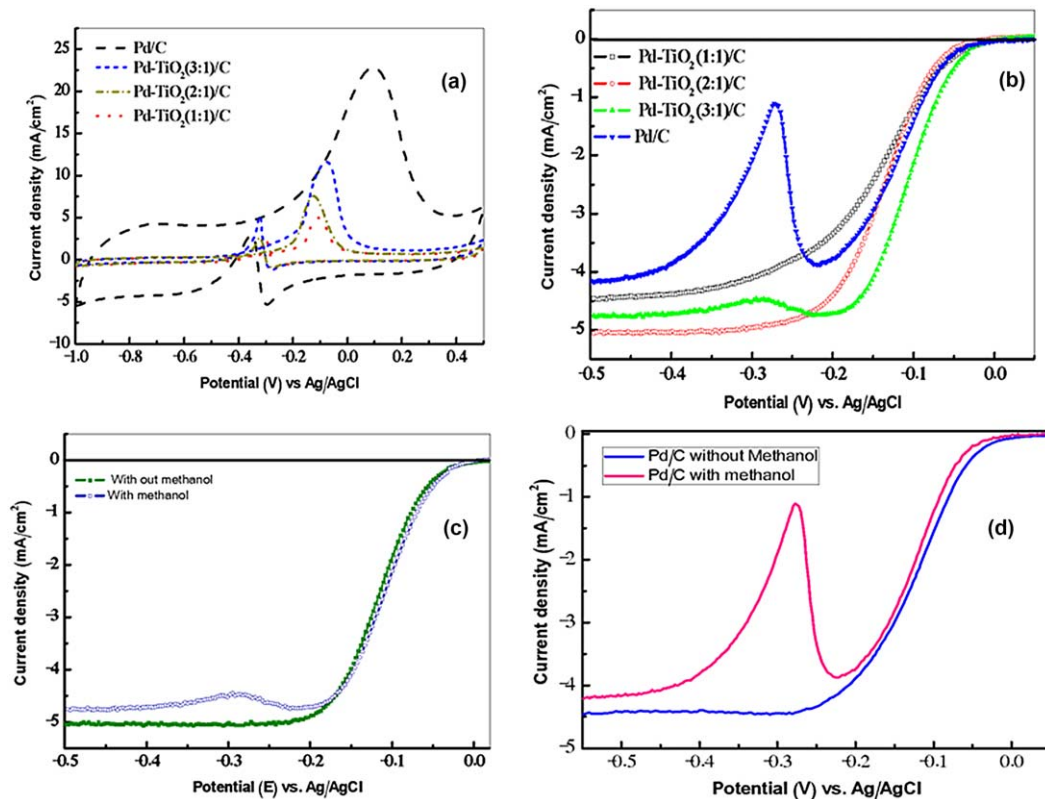 Pd/C
Pd-TiO₂(3:1)/C
Pd-TiO₂(2:1)/C
Pd-TiO₂(1:1)/C
(a)
Current density (mA/cm²)
25
20
15
10
5
0
-5
-10
-1.0 -0.8 -0.6 -0.4 -0.2 0.0 0.2 0.4
Potential (V) vs Ag/AgCl
Pd-TiO₂(1:1)/C
Pd-TiO₂(2:1)/C
Pd-TiO₂(3:1)/C
Pd/C
(b)
Current density (mA/cm²)
0
-1
-2
-3
-4
-5
-0.5 -0.4 -0.3 -0.2 -0.1 0.0
Potential (V) vs. Ag/AgCl
With out methanol
With methanol
(c)
Current density (mA/cm²)
0
-1
-2
-3
-4
-5
-0.5 -0.4 -0.3 -0.2 -0.1 0.0
Potential (E) vs. Ag/AgCl
Pd/C without Methanol
Pd/C with methanol
(d)
Current density (mA/cm²)
0
-1
-2
-3
-4
-5
-0.5 -0.4 -0.3 -0.2 -0.1 0.0
Potential (V) vs. Ag/AgCl